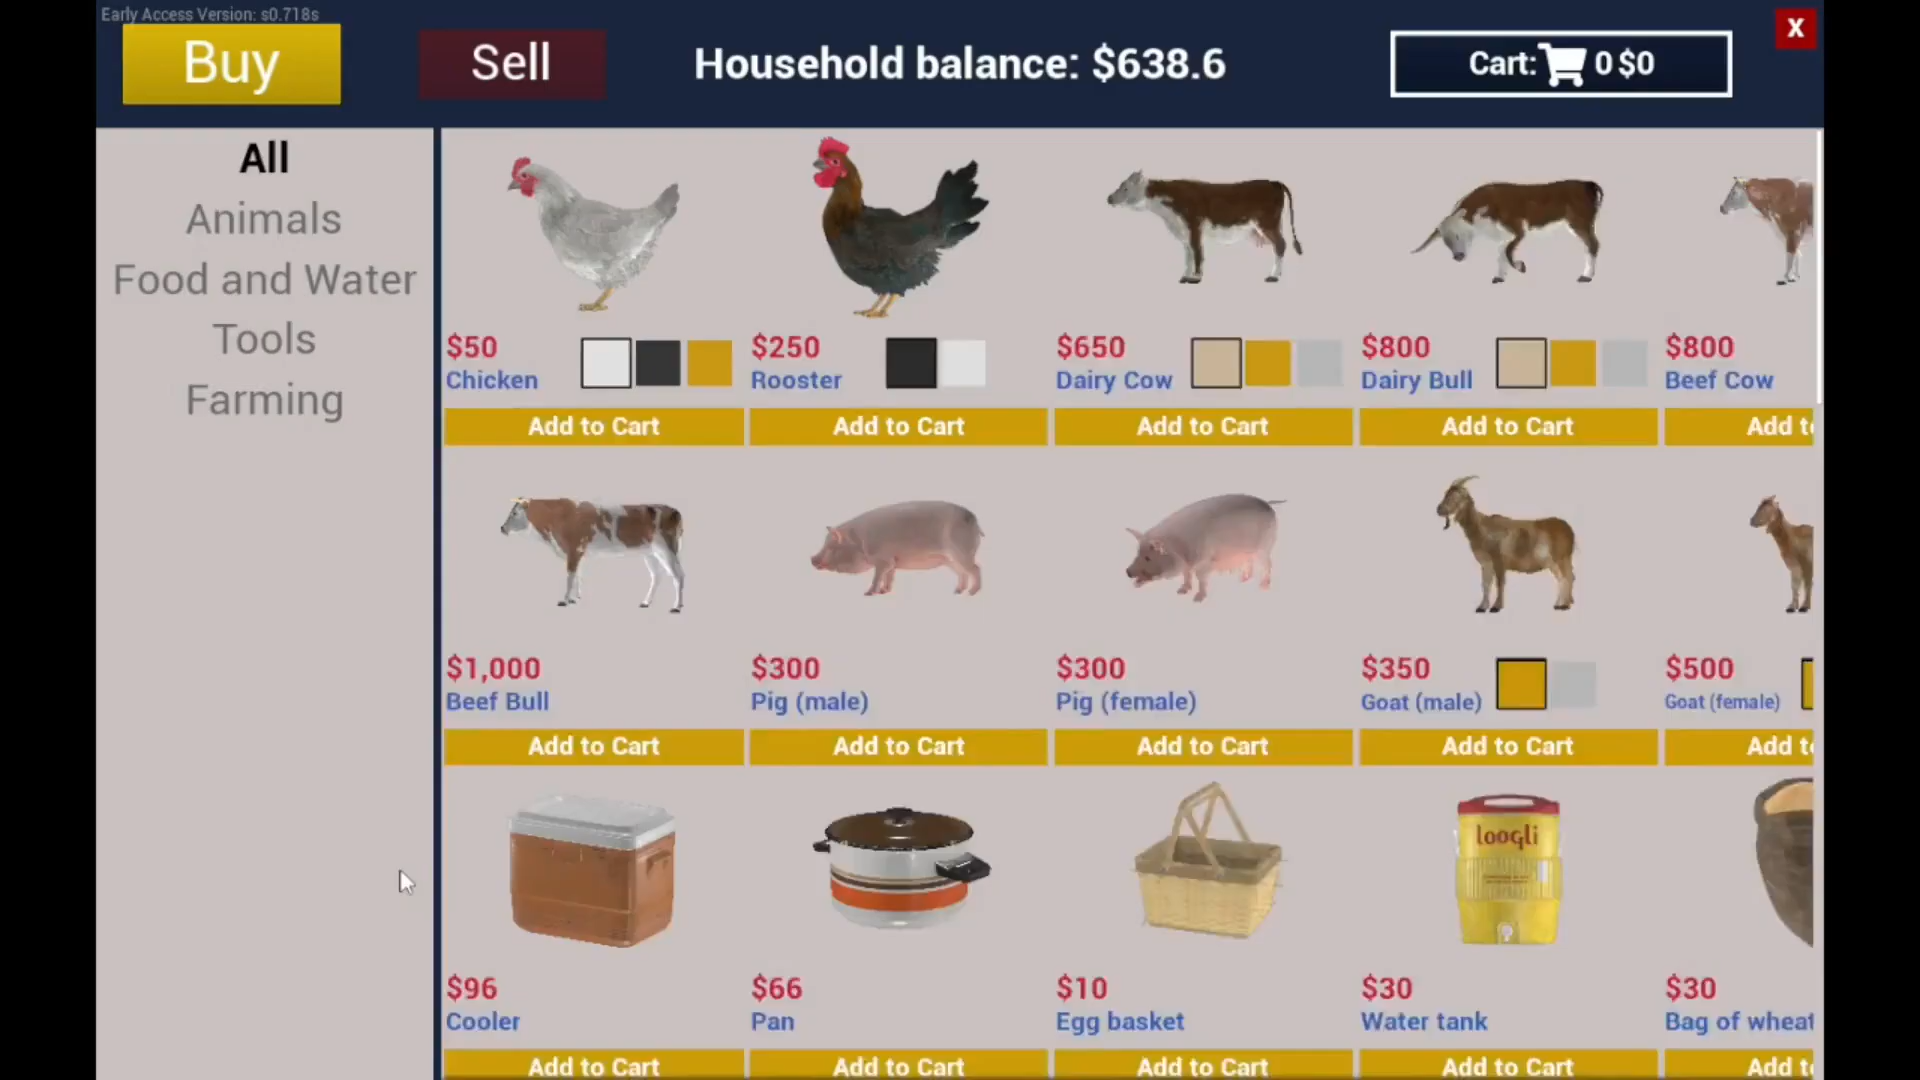 Early Access Version: s0.718s
Buy
Sell
Household balance: $638.6
Cart: 0 $0
X
All
Animals
Food and Water
Tools
Farming
$50
Chicken
$250
Rooster
$650
Dairy Cow
$800
Dairy Bull
$800
Beef Cow
Add to Cart
Add to Cart
Add to Cart
Add to Cart
Add t
$1,000
Beef Bull
$300
Pig (male)
$300
Pig (female)
$350
Goat (male)
$500
Goat (female)
Add to Cart
Add to Cart
Add to Cart
Add to Cart
Add t
loogli
$96
Cooler
$66
Pan
$10
Egg basket
$30
Water tank
$30
Bag of wheat
Add to Cart
Add to Cart
Add to Cart
Add to Cart
Add t